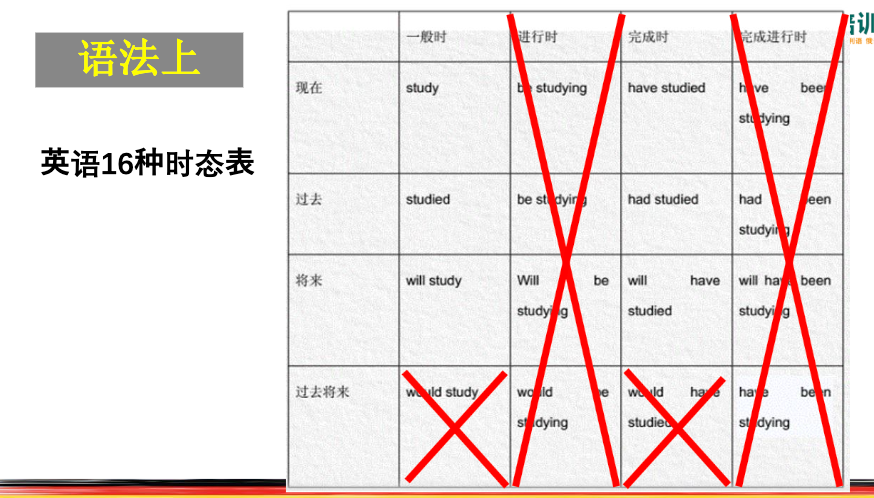 语法上
英语16种时态表
培训
一般时 进行时 完成时 完成进行时
现在 study be studying have studied have been
studying
过去 studied be studying had studied had been
studying
将来 will study Will be will have will have been
studying studied studying
过去将来 would study would be would have have been
studying studied studying